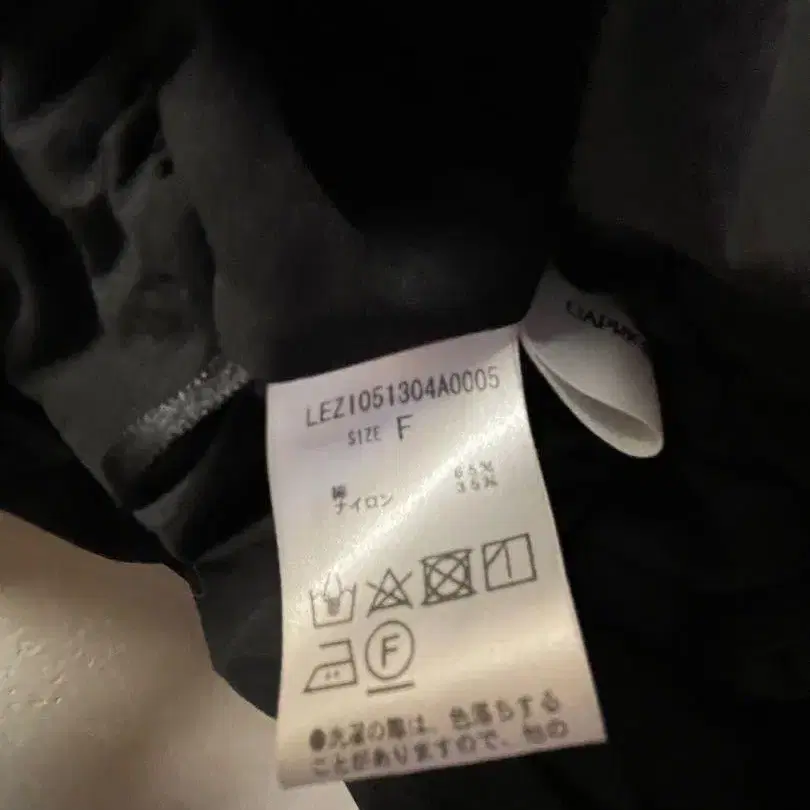 LEZ1051304A0005
SIZE F
綿 65%
ナイロン 35%
F
●洗濯の際は、色落ちする
ことがありますので、他の